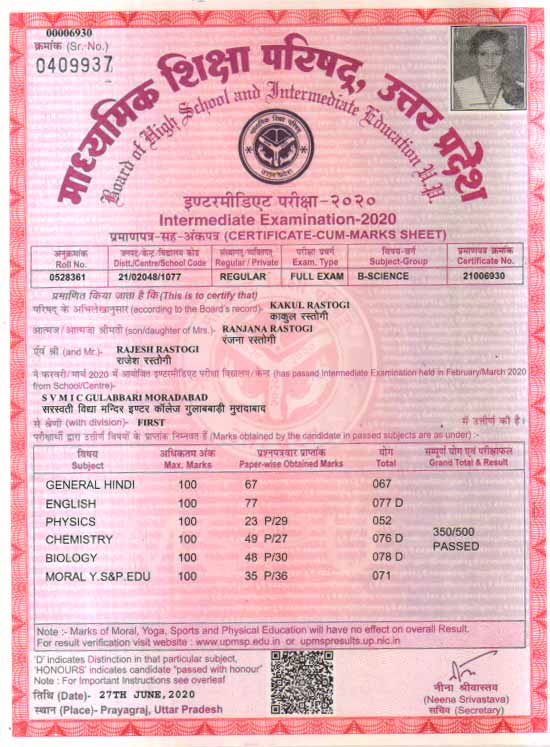 00006930
क्रमांक (Sr. No.)
0409937
माध्यमिक शिक्षा परिषद्, उत्तर प्रदेश
Board of High School and Intermediate Education U.P.
इण्टरमीडिएट परीक्षा-२०२०
Intermediate Examination-2020
प्रमाणपत्र-सह-अंकपत्र (CERTIFICATE-CUM-MARKS SHEET)
अनुक्रमांक जनपद/केन्द्र/विद्यालय कोड संस्थागत/व्यक्तिगत परीक्षा प्रकार विषय-वर्ग प्रमाणपत्र क्रमांक
Roll No. Distt./Centre/School Code Regular / Private Exam. Type Subject-Group Certificate No.
0528361 21/02048/1077 REGULAR FULL EXAM B-SCIENCE 21006930
प्रमाणित किया जाता है कि (This is to certify that)
परिषद् के अभिलेखानुसार (according to the Board's record)- KAKUL RASTOGI
काकुल रस्तोगी
आत्मज/आत्मजा श्रीमती (son/daughter of Mrs.)- RANJANA RASTOGI
रंजना रस्तोगी
एवं श्री (and Mr.)- RAJESH RASTOGI
राजेश रस्तोगी
ने फरवरी/मार्च 2020 में आयोजित इण्टरमीडिएट परीक्षा विद्यालय/केन्द्र (has passed Intermediate Examination held in February/March 2020
from School/Centre)-
S V M I C GULABBARI MORADABAD
सरस्वती विद्या मन्दिर इण्टर कॉलेज गुलाबबाड़ी मुरादाबाद
से श्रेणी (with division)- FIRST में उत्तीर्ण की है।
परीक्षार्थी द्वारा उत्तीर्ण विषयों के प्राप्तांक निम्नवत हैं (Marks obtained by the candidate in passed subjects are as under) :-
विषय अधिकतम अंक प्रश्नपत्रवार प्राप्तांक योग सम्पूर्ण योग एवं परीक्षाफल
Subject Max. Marks Paper-wise Obtained Marks Total Grand Total & Result
GENERAL HINDI 100 67 067
ENGLISH 100 77 077 D
PHYSICS 100 23 P/29 052
CHEMISTRY 100 49 P/27 076 D
350/500
PASSED
BIOLOGY 100 48 P/30 078 D
MORAL Y.S&P.EDU 100 35 P/36 071
Note :- Marks of Moral, Yoga, Sports and Physical Education will have no effect on overall Result.
For result verification visit website : www.upmsp.edu.in or upmspresults.up.nic.in
'D' indicates Distinction in that particular subject,
'HONOURS' indicates candidate "passed with honour"
Note : For Important Instructions see overleaf
तिथि (Date)- 27TH JUNE,2020
स्थान (Place)- Prayagraj, Uttar Pradesh
नीना श्रीवास्तव
(Neena Srivastava)
सचिव (Secretary)